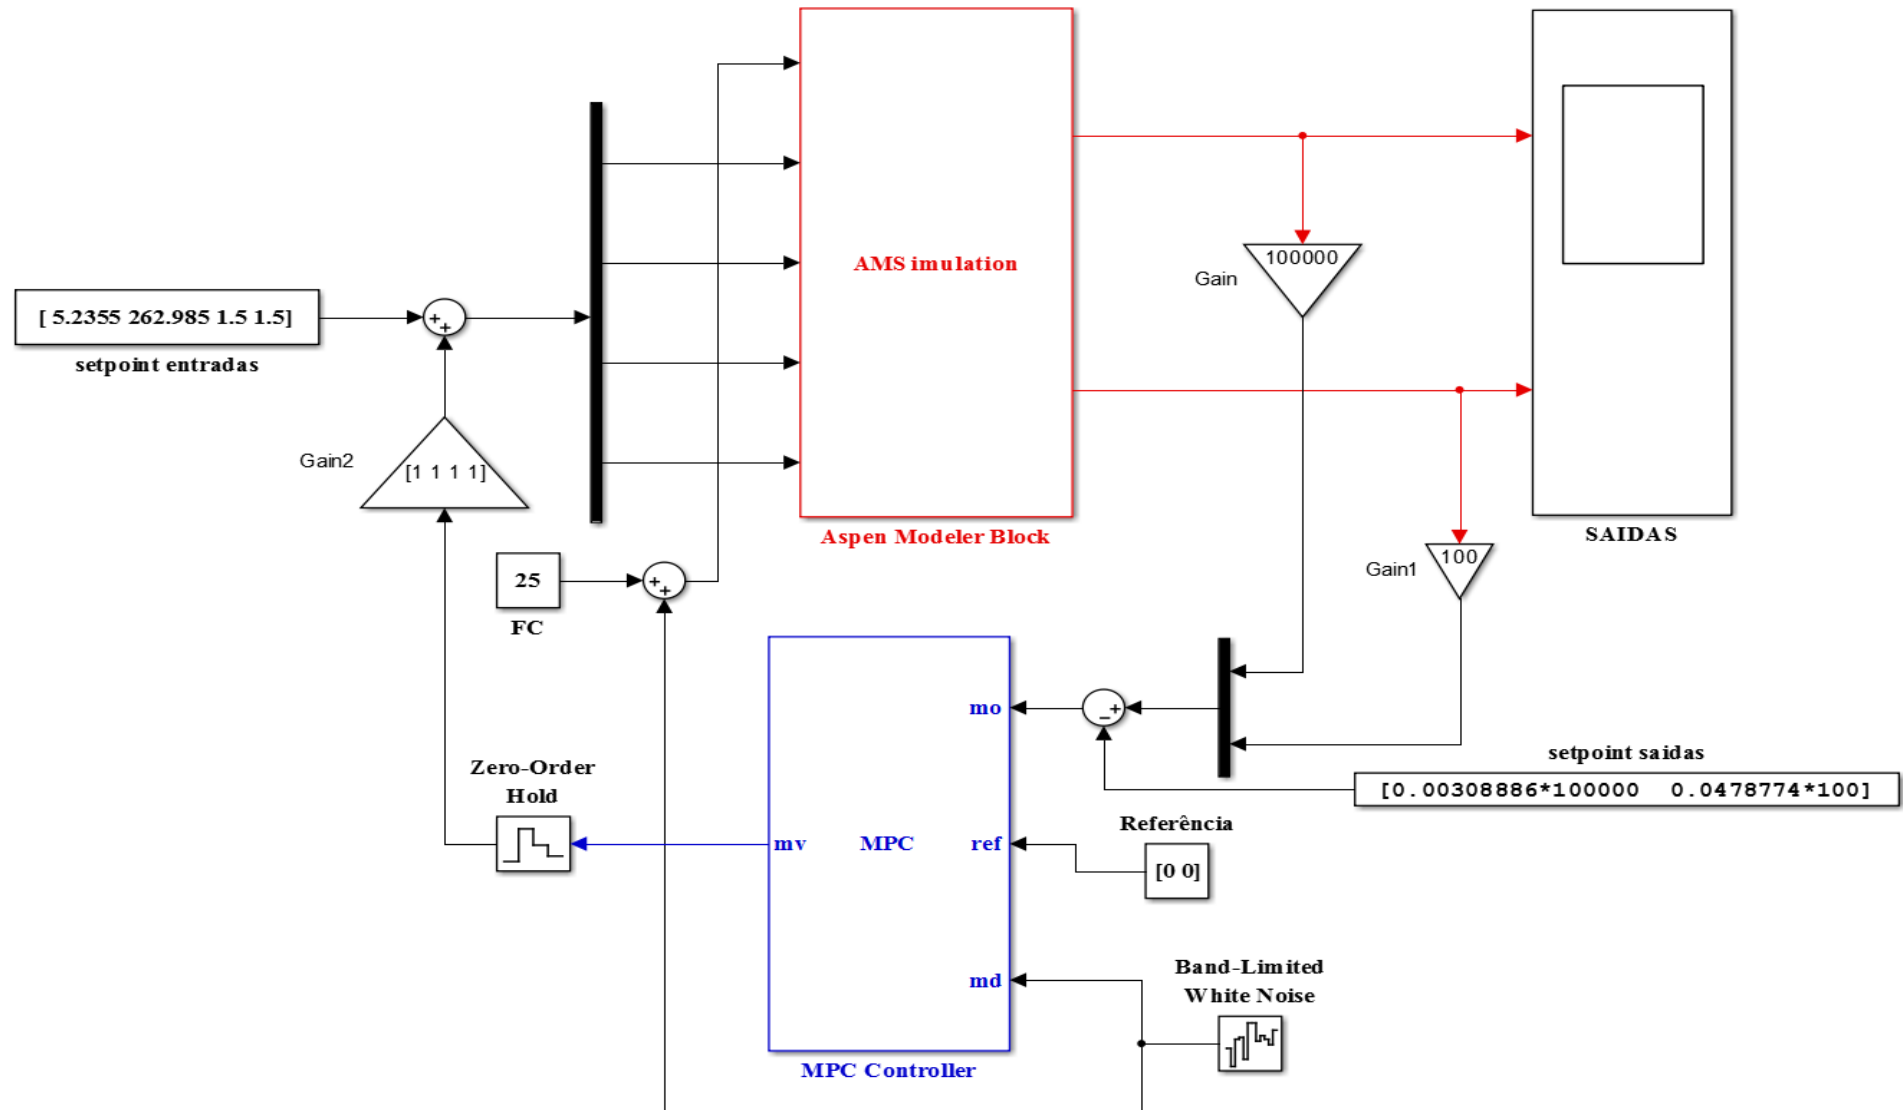 AMS imulation
Aspen Modeler Block
SAIDAS
100000
Gain
[ 5.2355 262.985 1.5 1.5]
setpoint entradas
+
+
Gain2
[1 1 1 1]
25
FC
+
+
100
Gain1
mo
mv
MPC
ref
md
MPC Controller
+
−
setpoint saidas
[0.00308886*100000 0.0478774*100]
Referência
[0 0]
Zero-Order
Hold
Band-Limited
White Noise